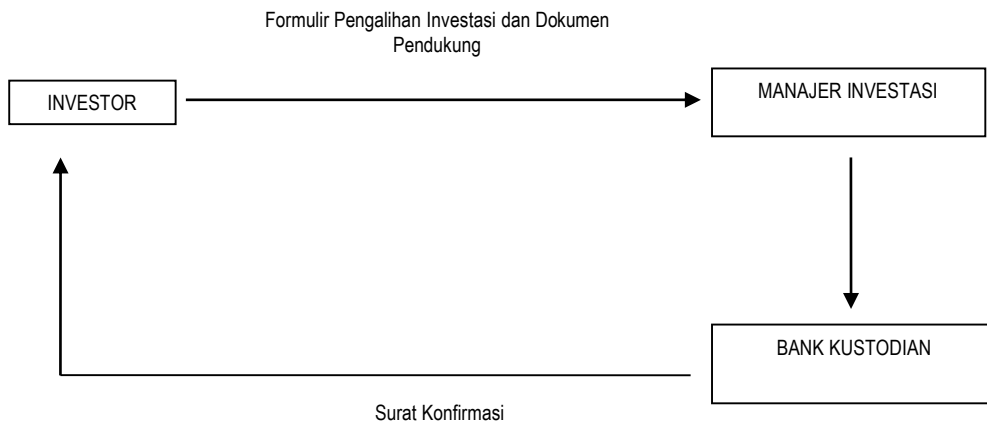 Formulir Pengalihan Investasi dan Dokumen
Pendukung
INVESTOR
MANAJER INVESTASI
BANK KUSTODIAN
Surat Konfirmasi